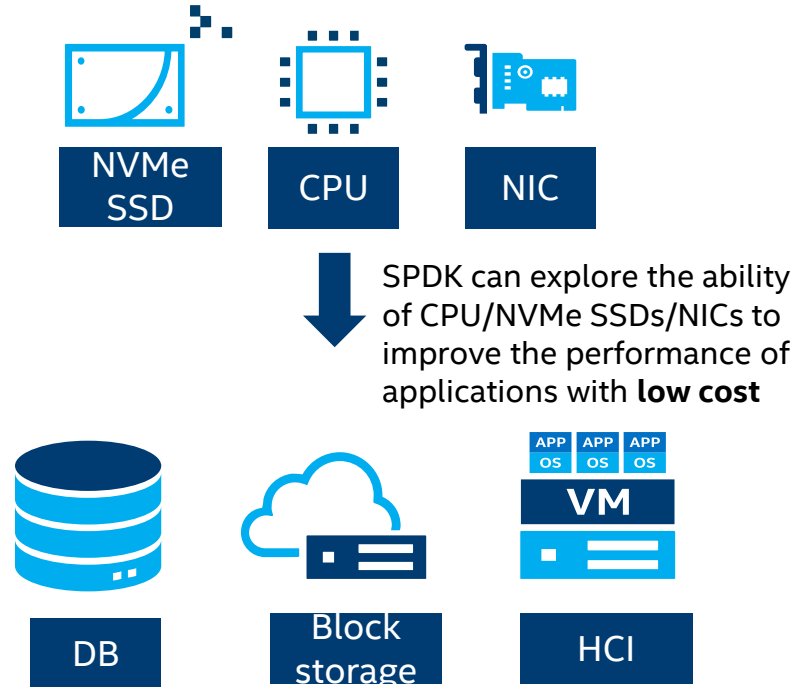 NVMe
SSD
CPU
NIC
SPDK can explore the ability
of CPU/NVMe SSDs/NICs to
improve the performance of
applications with low cost
APP APP APP
OS OS OS
VM
DB
Block
storage
HCI